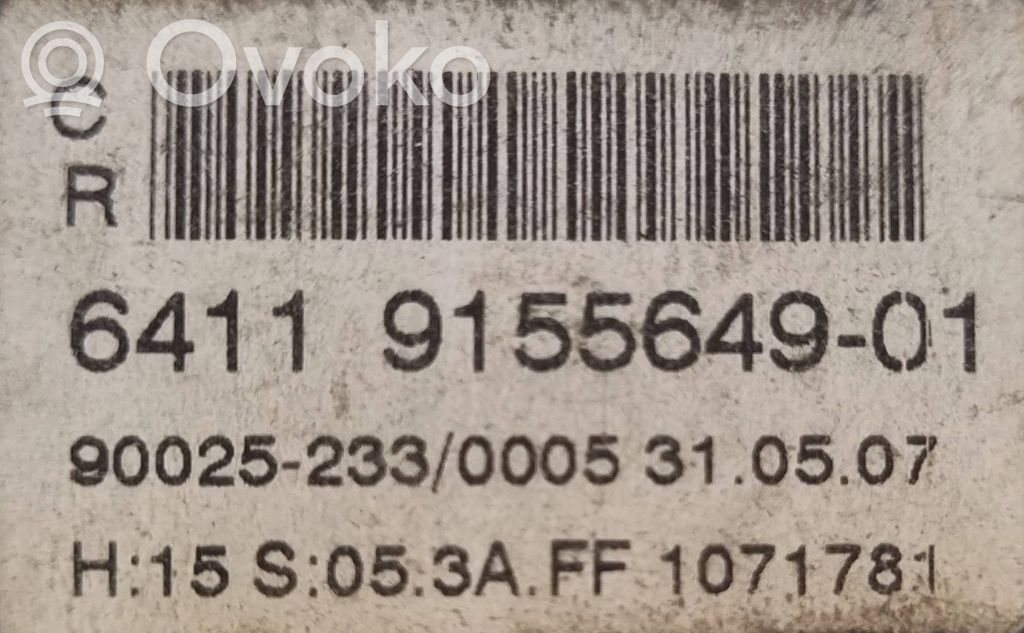 Ovoko
C
R
6411 9155649-01
90025-233/0005 31.05.07
H:15 S:05.3A.FF 1071781